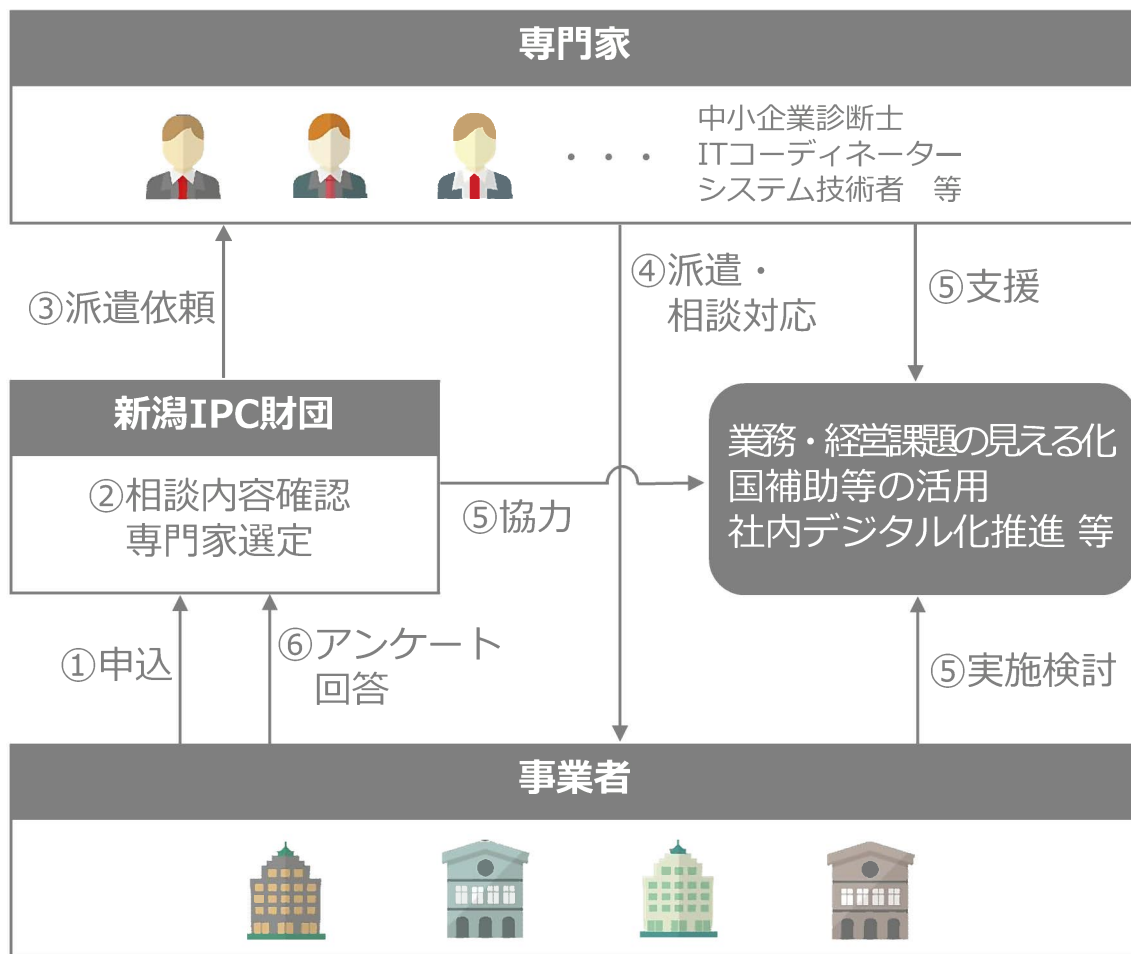 専門家
中小企業診断士
ITコーディネーター
システム技術者 等
・・・
③派遣依頼
④派遣・
相談対応
⑤支援
新潟IPC財団
②相談内容確認
専門家選定
⑤協力
業務・経営課題の見える化
国補助等の活用
社内デジタル化推進 等
①申込
⑥アンケート
回答
⑤実施検討
事業者